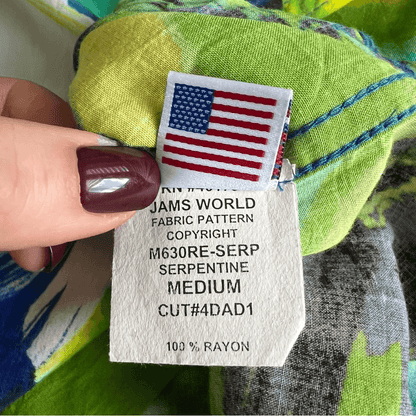 JAMS WORLD
FABRIC PATTERN
COPYRIGHT
M630RE-SERP
SERPENTINE
MEDIUM
CUT#4DAD1
100 % RAYON